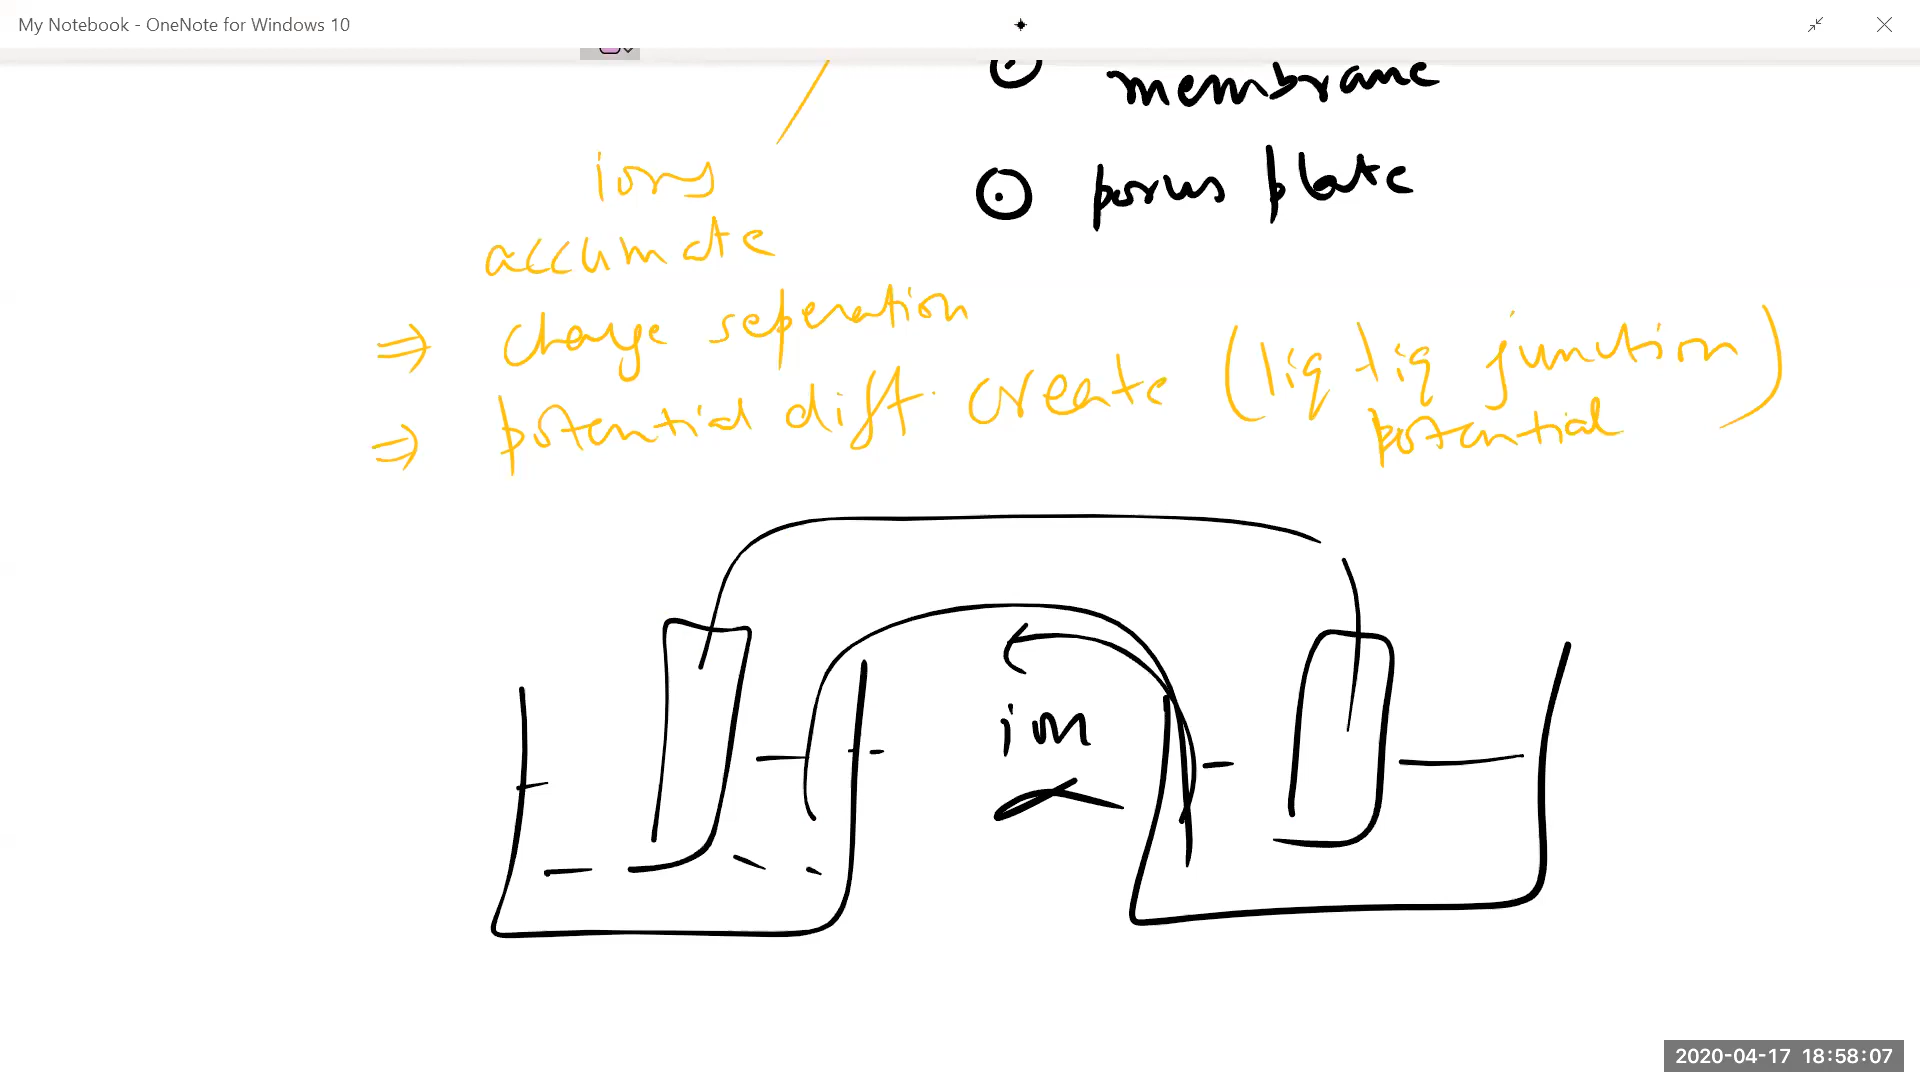 My Notebook - OneNote for Windows 10
membrane
porus plate
ions
accumate
⇒ charge seperation
⇒ potential diff. create (liq liq junction
potential)
ion
2020-04-17 18:58:07